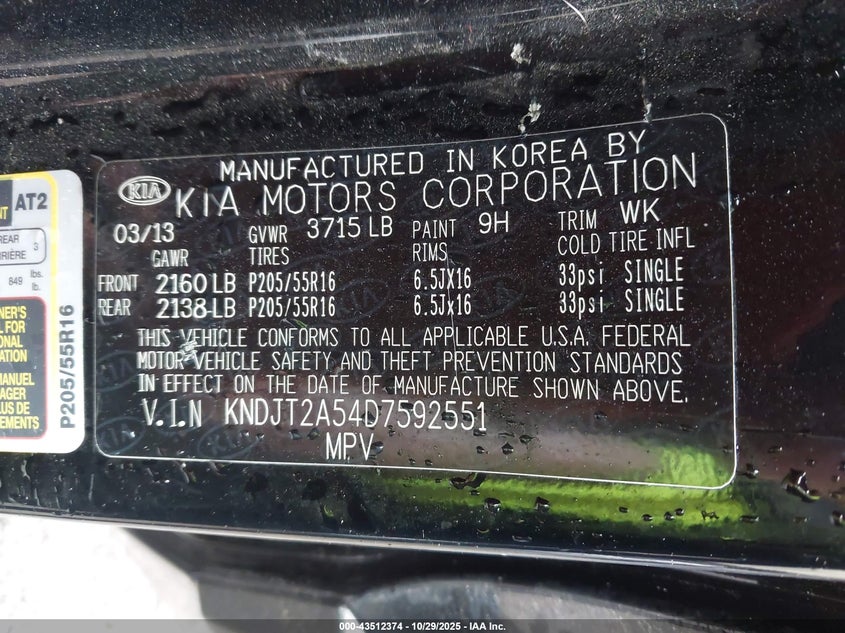 MANUFACTURED IN KOREA BY
KIA KIA MOTORS CORPORATION
03/13 GVWR 3715 LB PAINT 9H TRIM WK
GAWR TIRES RIMS COLD TIRE INFL
FRONT 2160 LB P205/55R16 6.5JX16 33psi SINGLE
REAR 2138 LB P205/55R16 6.5Jx16 33psi SINGLE
THIS VEHICLE CONFORMS TO ALL APPLICABLE U.S.A. FEDERAL
MOTOR VEHICLE SAFETY AND THEFT PREVENTION STANDARDS
IN EFFECT ON THE DATE OF MANUFACTURE SHOWN ABOVE.
V.I.N KNDJT2A54D7592551
MPV
AT2
REAR 3
849 lbs.
lb.
P205/55R16
000-43512374 | 10/29/2025 | IAA Inc.